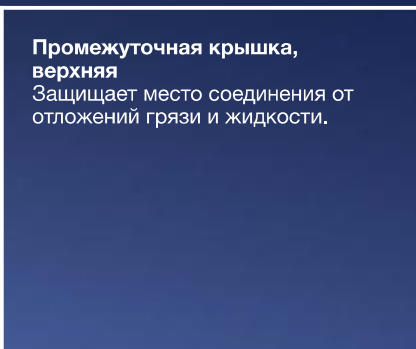 Промежуточная крышка,
верхняя
Защищает место соединения от
отложений грязи и жидкости.